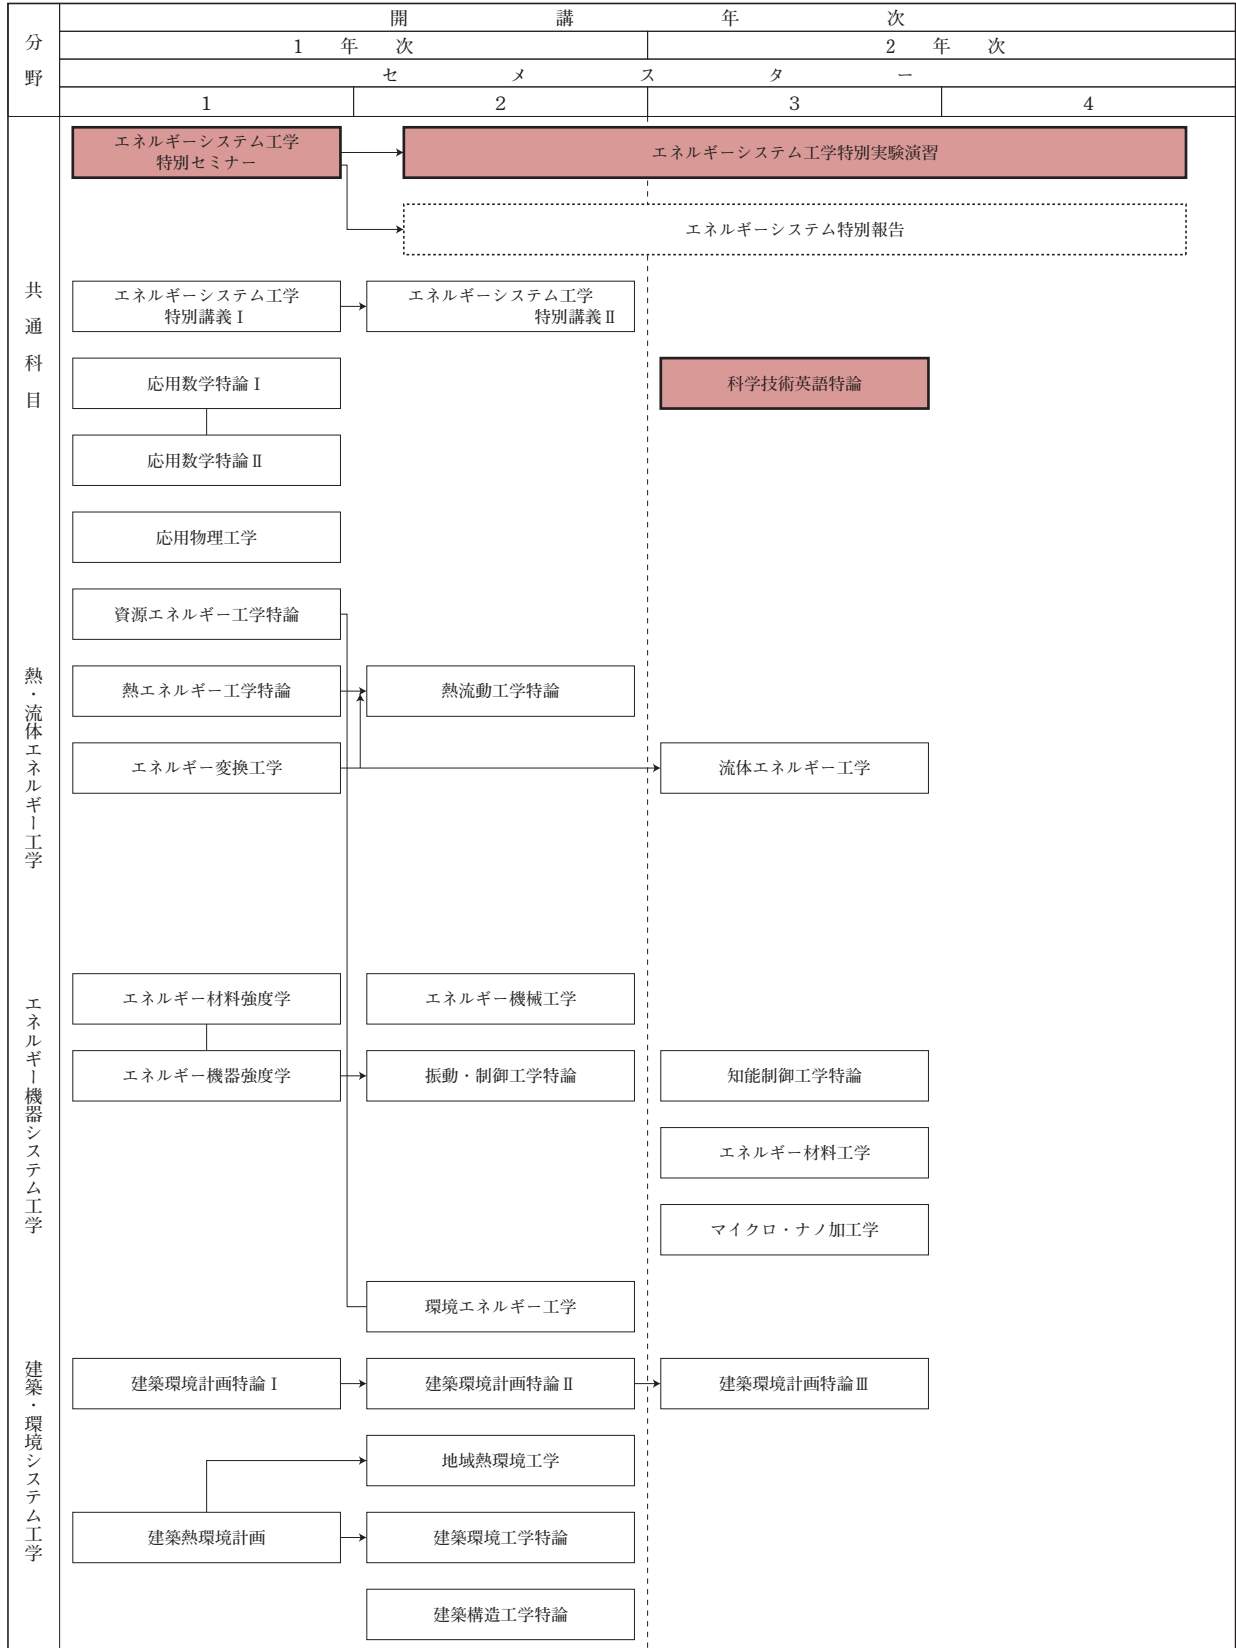 分野
開講年次
1年次
2年次
セメスター
1
2
3
4
共通科目
エネルギーシステム工学
特別セミナー
エネルギーシステム工学特別実験演習
エネルギーシステム特別報告
エネルギーシステム工学
特別講義Ⅰ
エネルギーシステム工学
特別講義Ⅱ
応用数学特論Ⅰ
科学技術英語特論
応用数学特論Ⅱ
応用物理工学
熱・流体エネルギー工学
資源エネルギー工学特論
熱エネルギー工学特論
熱流動工学特論
エネルギー変換工学
流体エネルギー工学
エネルギー機器システム工学
エネルギー材料強度学
エネルギー機械工学
エネルギー機器強度学
振動・制御工学特論
知能制御工学特論
エネルギー材料工学
マイクロ・ナノ加工学
環境エネルギー工学
建築・環境システム工学
建築環境計画特論Ⅰ
建築環境計画特論Ⅱ
建築環境計画特論Ⅲ
地域熱環境工学
建築熱環境計画
建築環境工学特論
建築構造工学特論